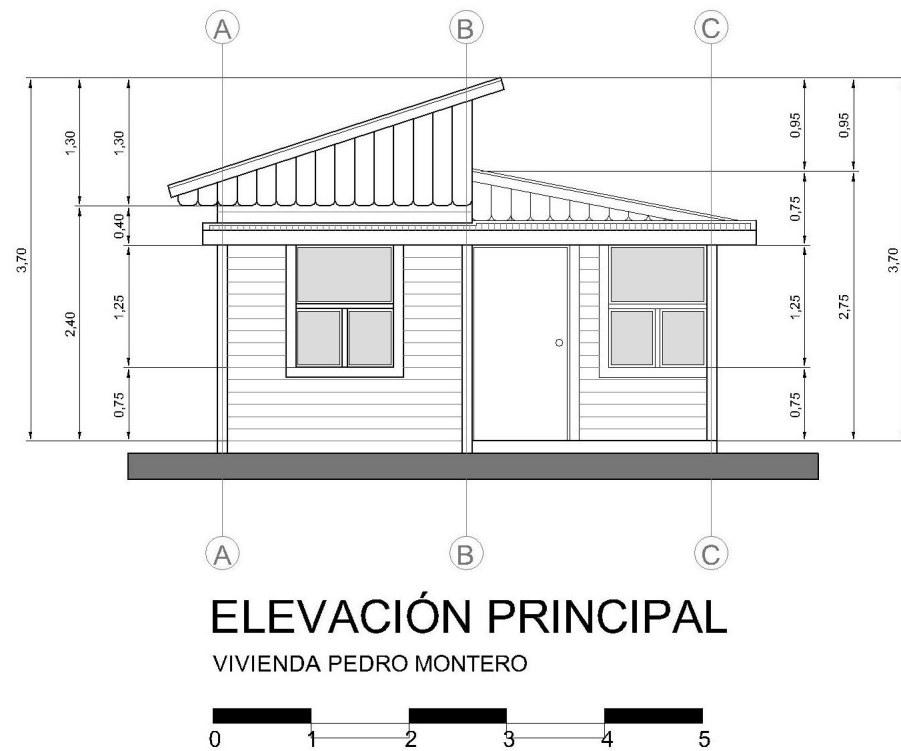 A B C
1,30 1,30 0,95 0,95
0,40 0,75
3,70 2,40 1,25 1,25 2,75 3,70
0,75 0,75
A B C
ELEVACIÓN PRINCIPAL
VIVIENDA PEDRO MONTERO
0 1 2 3 4 5